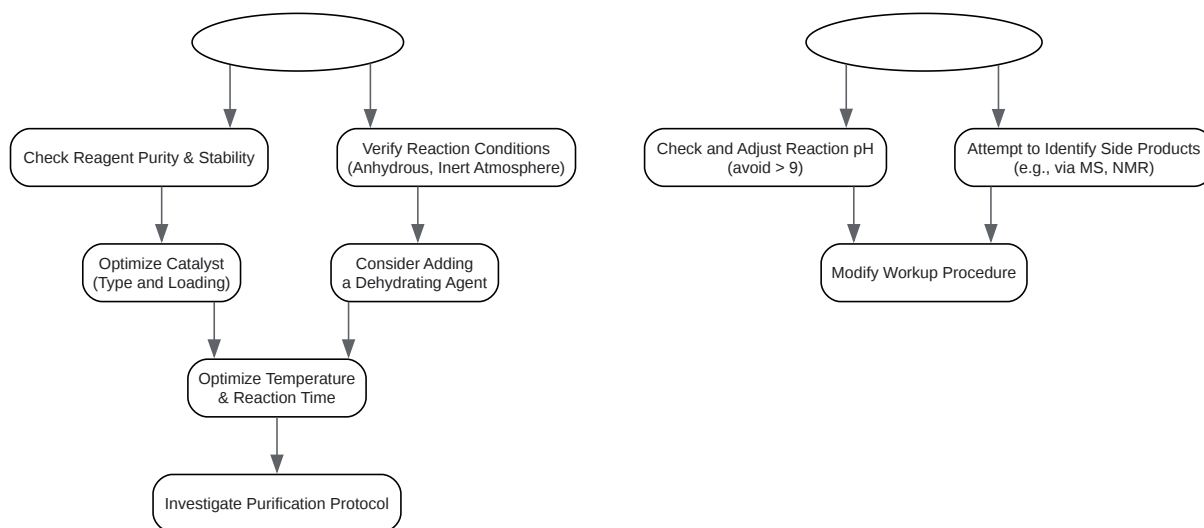 Check Reagent Purity & Stability
Verify Reaction Conditions
(Anhydrous, Inert Atmosphere)
Optimize Catalyst
(Type and Loading)
Consider Adding
a Dehydrating Agent
Optimize Temperature
& Reaction Time
Investigate Purification Protocol
Check and Adjust Reaction pH
(avoid > 9)
Attempt to Identify Side Products
(e.g., via MS, NMR)
Modify Workup Procedure